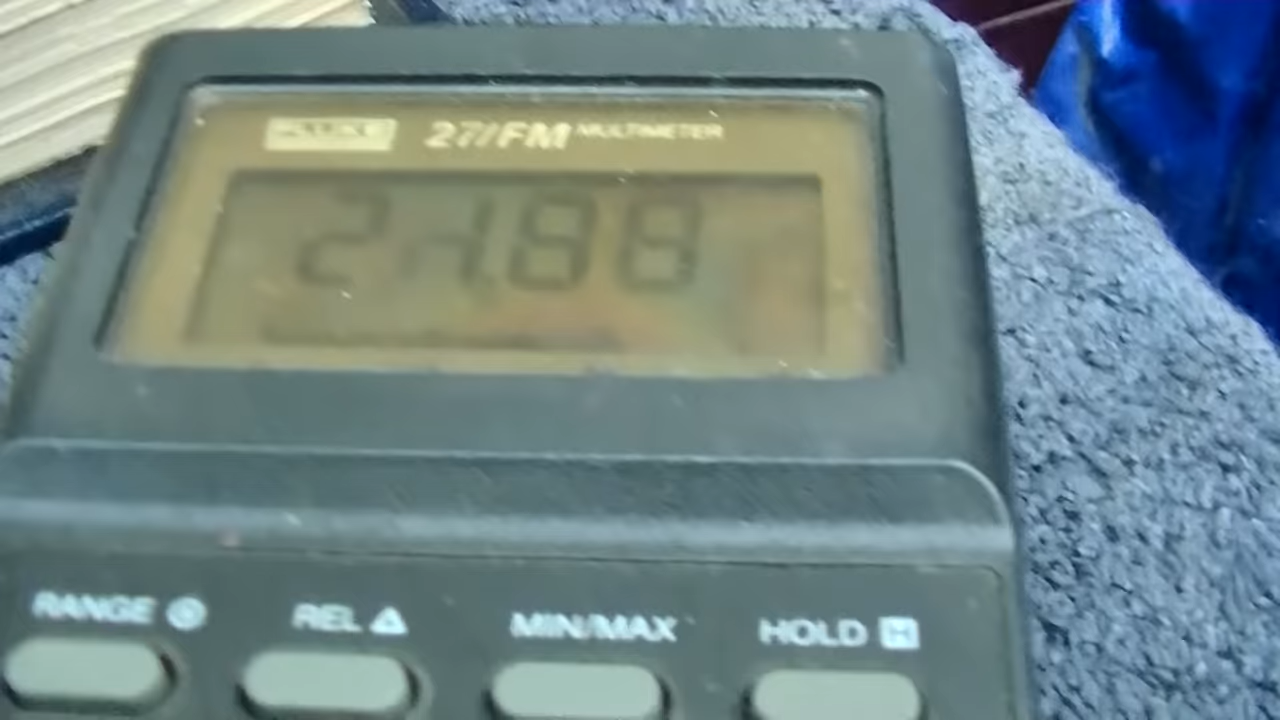 27/FM MULTIMETER
RANGE
REL △
MIN/MAX
HOLD H